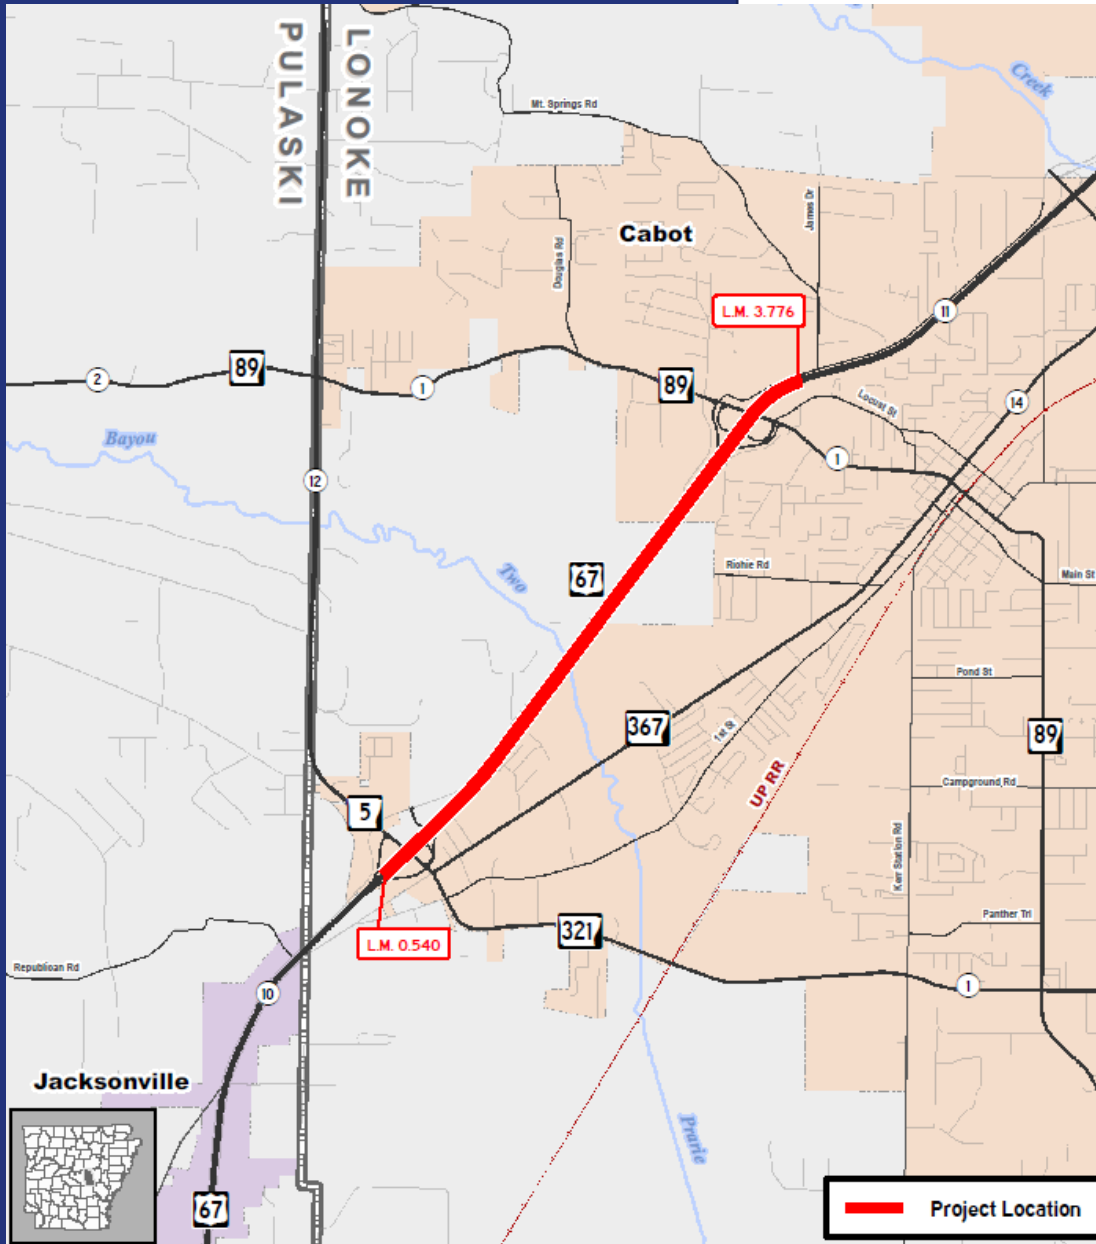 PULASKI
LONOKE
Creek
Mt. Springs Rd
James Dr
Cabot
Douglas Rd
L.M. 3.776
11
89
2
1
89
Locust St
14
Bayou
1
12
Two
67
Richie Rd
Main St
Pond St
367
1st St
89
UP RR
Campground Rd
5
Kerr Station Rd
Panther Trl
321
L.M. 0.540
Republican Rd
10
1
Jacksonville
Prarie
67
Project Location